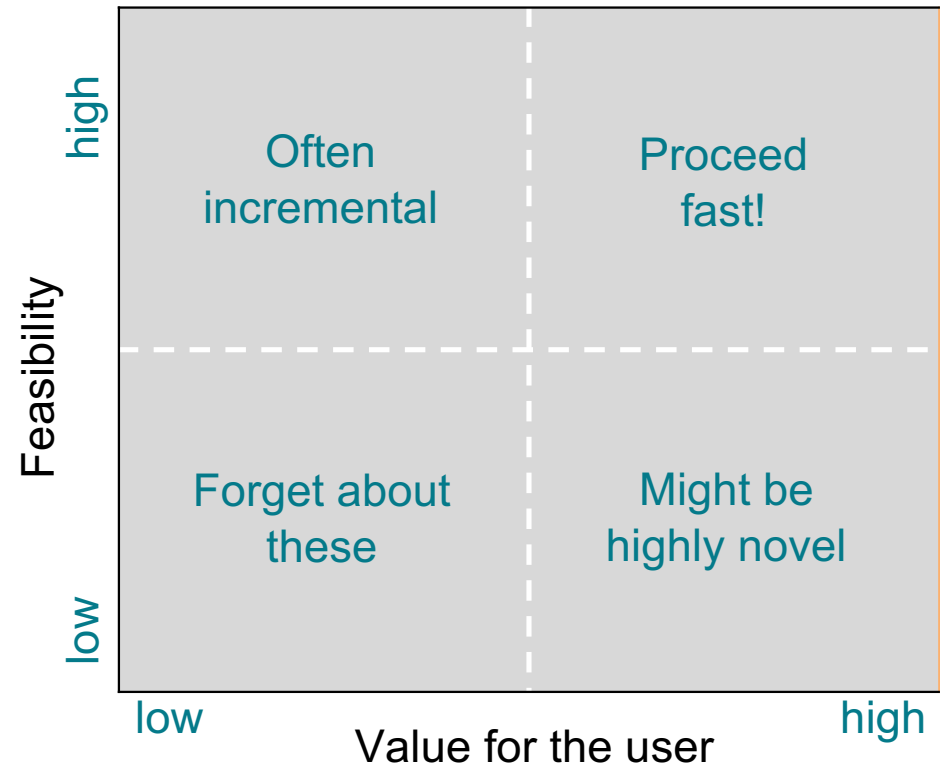 high
Often
incremental
Proceed
fast!
Feasibility
Forget about
these
Might be
highly novel
low
low
high
Value for the user